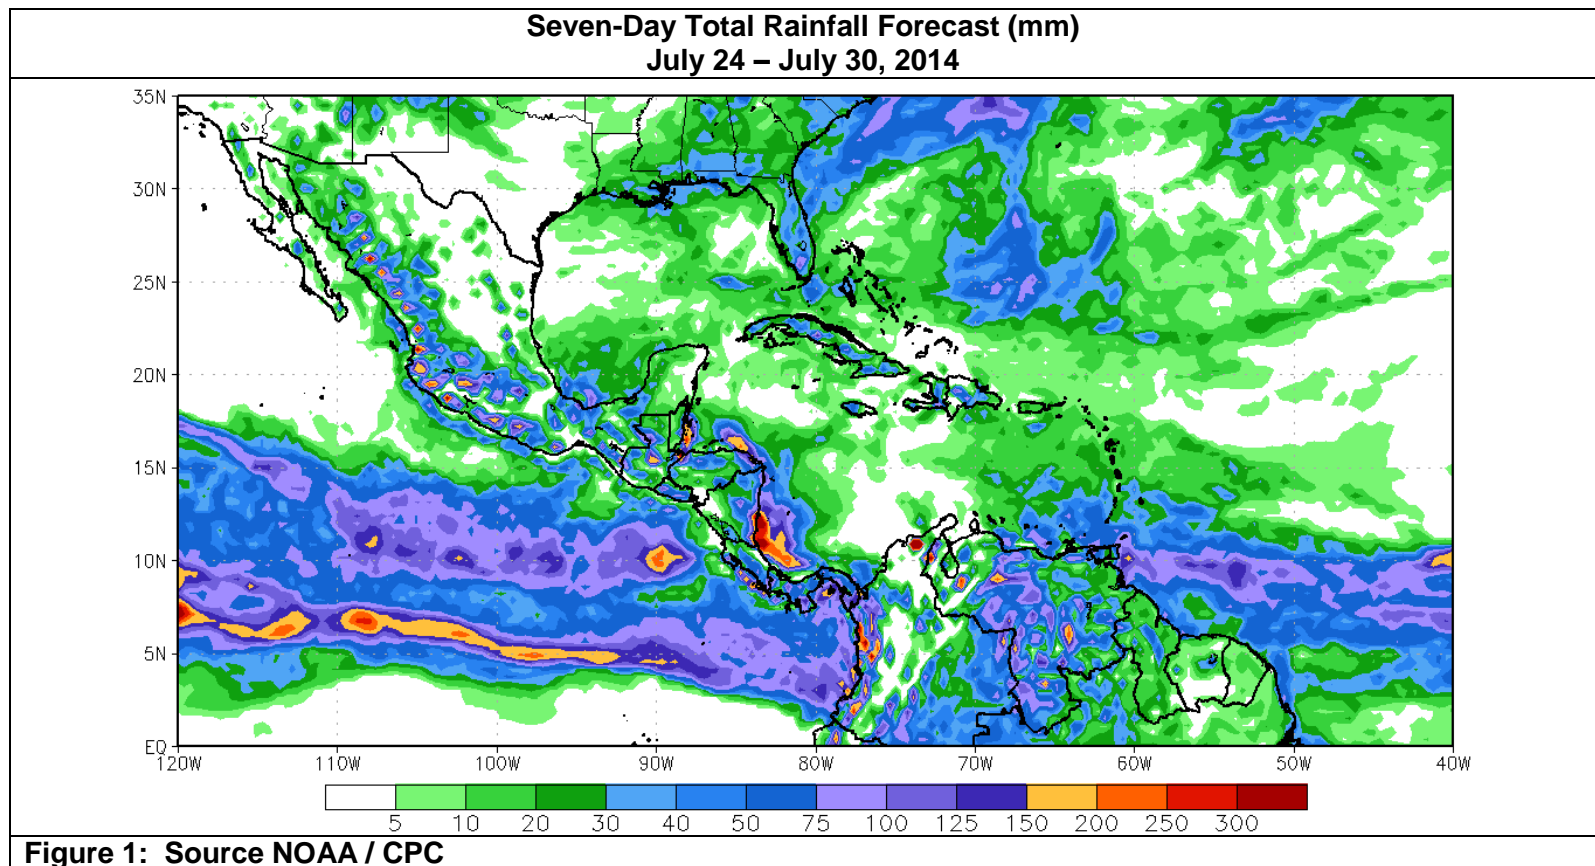 Seven-Day Total Rainfall Forecast (mm)
July 24 – July 30, 2014
35N
30N
25N
20N
15N
10N
5N
EQ
120W 110W 100W 90W 80W 70W 60W 50W 40W
5 10 20 30 40 50 75 100 125 150 200 250 300
Figure 1: Source NOAA / CPC